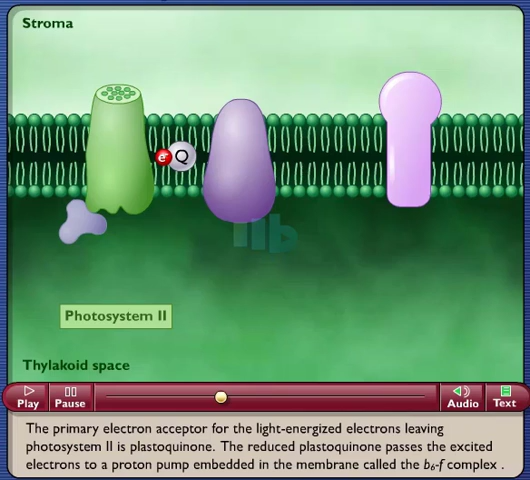 Stroma
e⁻ Q
Photosystem II
Thylakoid space
Play Pause Audio Text
The primary electron acceptor for the light-energized electrons leaving
photosystem II is plastoquinone. The reduced plastoquinone passes the excited
electrons to a proton pump embedded in the membrane called the b₆-f complex .